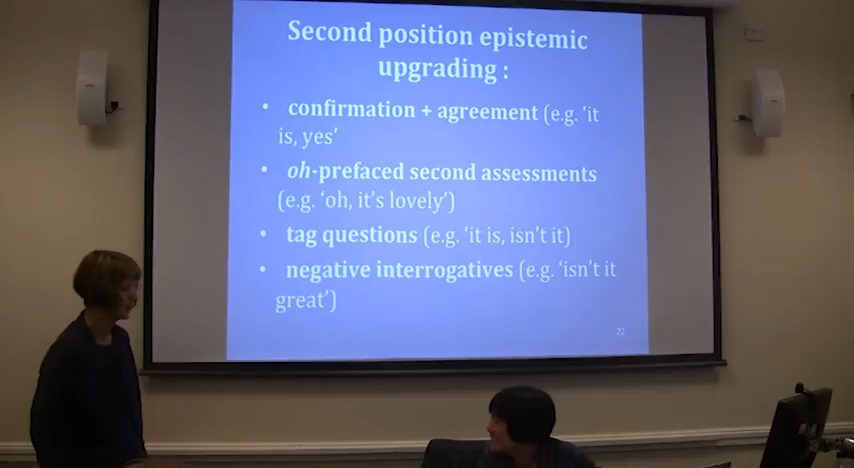 Second position epistemic
upgrading :
• confirmation + agreement (e.g. ‘it
is, yes’
• oh-prefaced second assessments
(e.g. ‘oh, it’s lovely’)
• tag questions (e.g. ‘it is, isn’t it)
• negative interrogatives (e.g. ‘isn’t it
great’)
22